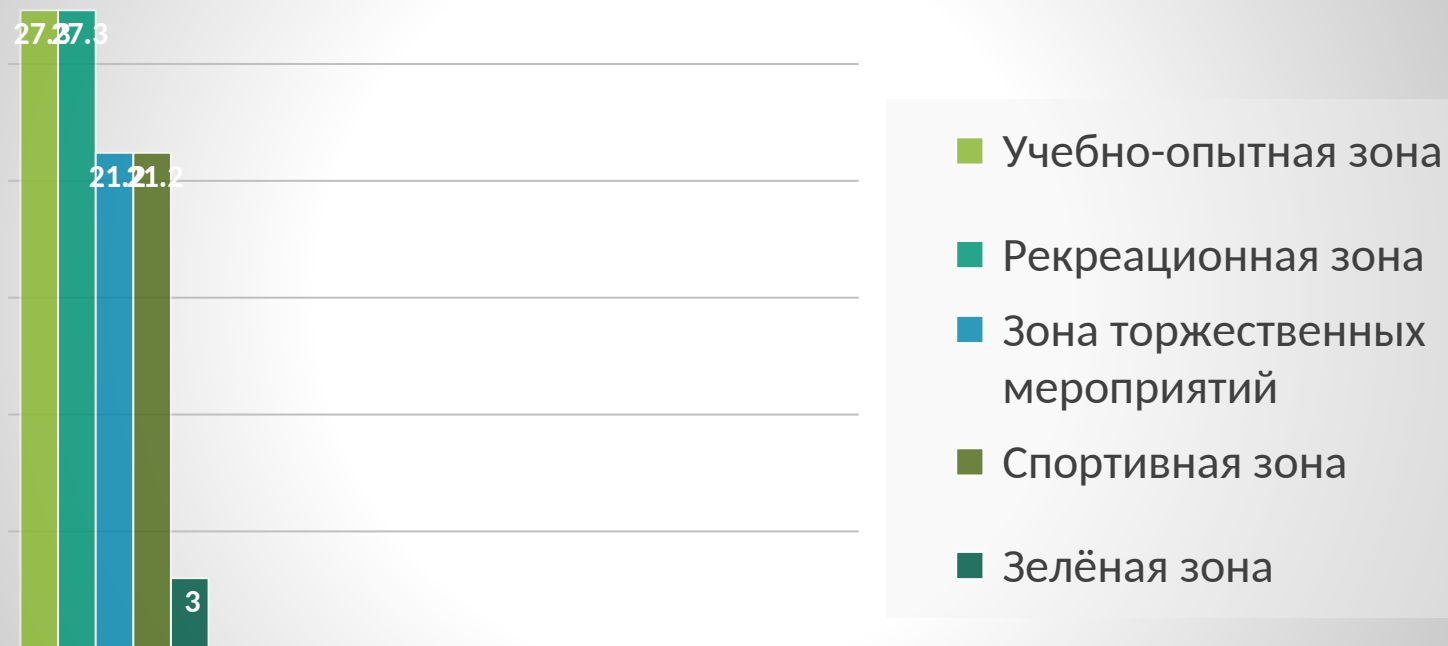 27.3
27.3
21.2
21.2
3
Учебно-опытная зона
Рекреационная зона
Зона торжественных
мероприятий
Спортивная зона
Зелёная зона